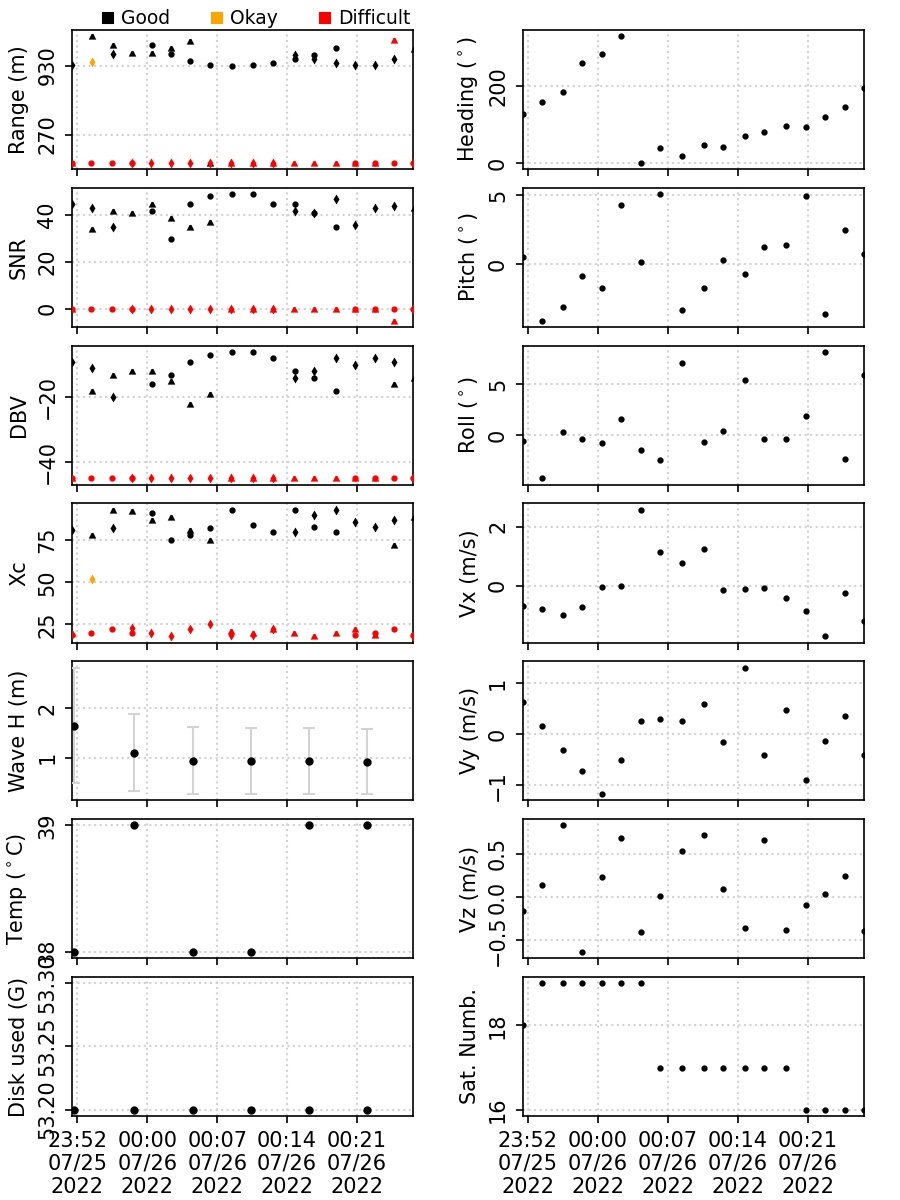 Good Okay Difficult
Range (m)
930
270
SNR
40
20
0
DBV
−20
−40
Xc
75
50
25
Wave H (m)
2
1
Temp (°C)
39
38
Disk used (G)
53.3
53.25
53.20
23:52 00:00 00:07 00:14 00:21
07/25 07/26 07/26 07/26 07/26
2022 2022 2022 2022 2022
Heading (°)
200
0
Pitch (°)
5
0
Roll (°)
5
0
Vx (m/s)
2
0
Vy (m/s)
1
0
−1
Vz (m/s)
0.5
0.0
−0.5
Sat. Numb.
18
16
23:52 00:00 00:07 00:14 00:21
07/25 07/26 07/26 07/26 07/26
2022 2022 2022 2022 2022